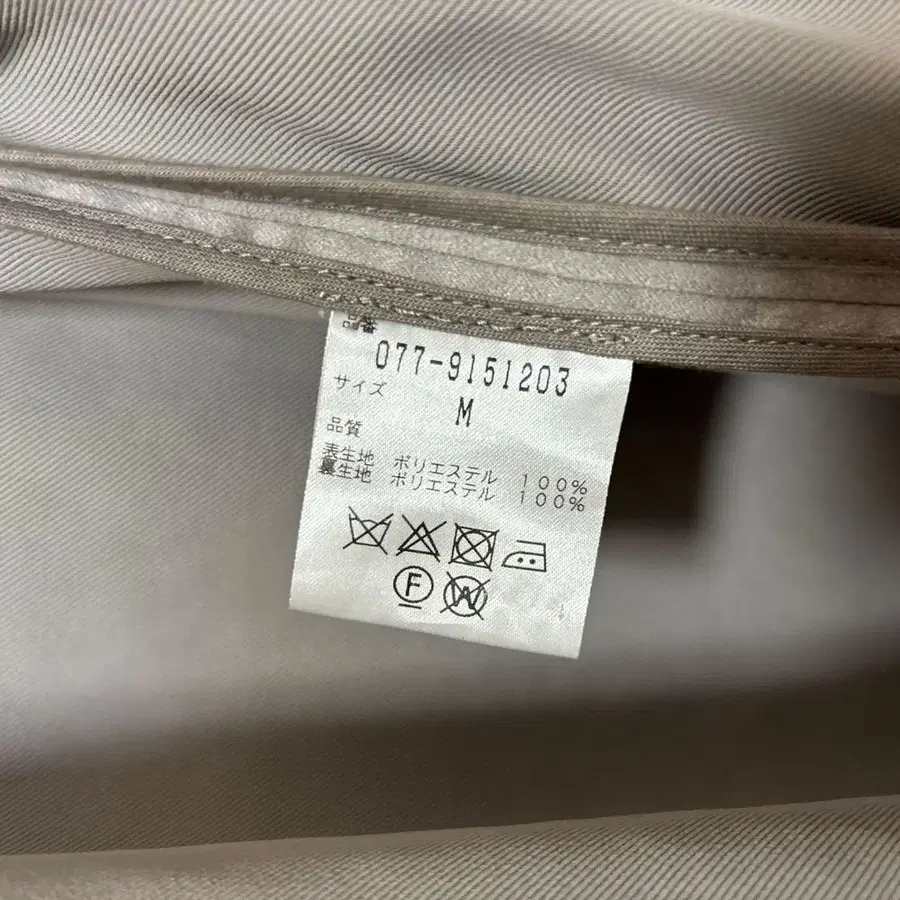 品番
077-9151203
サイズ
M
品質
表生地 ポリエステル 100%
裏生地 ポリエステル 100%
F W